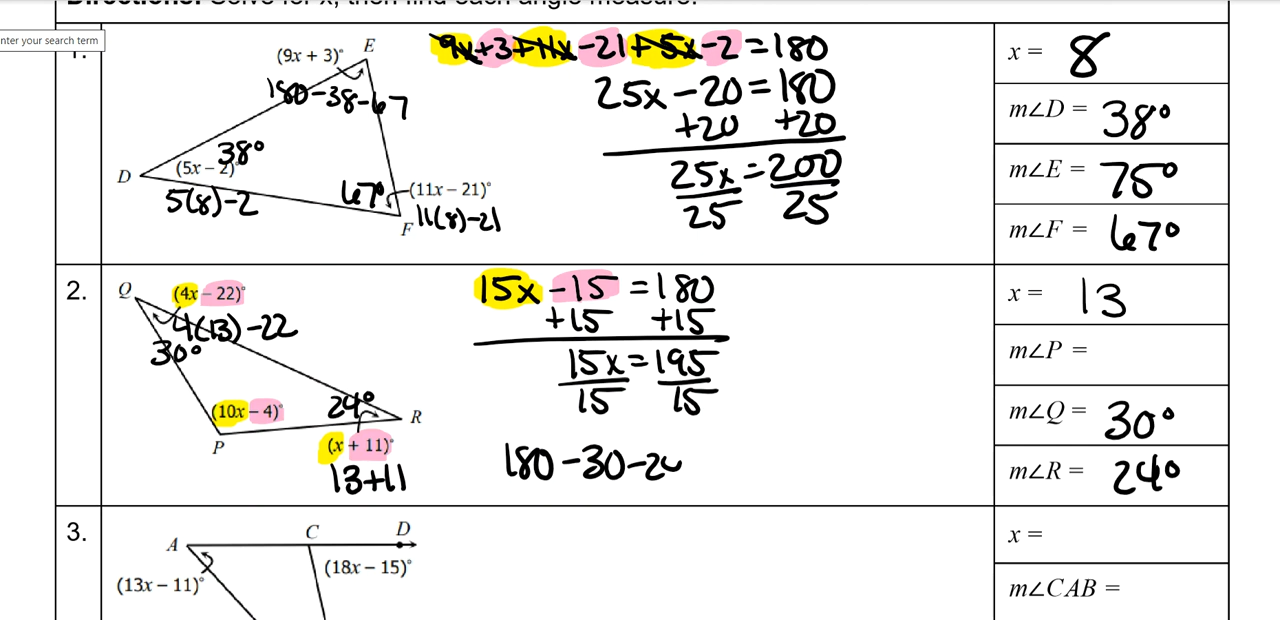 Directions: Solve for x, then find each angle measure.
nter your search term
1.
(9x + 3)°
E
180-38-67
D
(5x – 2)°
38°
5(8)-2
67°
(11x – 21)°
F
11(8)-21
9x+3+11x-21+5x-2=180
25x-20=180
+20 +20
25x=200
25 25
x = 8
m∠D = 38°
m∠E = 75°
m∠F = 67°
2.
Q
(4x – 22)°
4(13)-22
30°
(10x – 4)°
P
24°
R
(x + 11)°
13+11
15x-15=180
+15 +15
15x=195
15 15
180-30-24
x = 13
m∠P =
m∠Q = 30°
m∠R = 24°
3.
A
C
D
(13x – 11)°
(18x – 15)°
x =
m∠CAB =